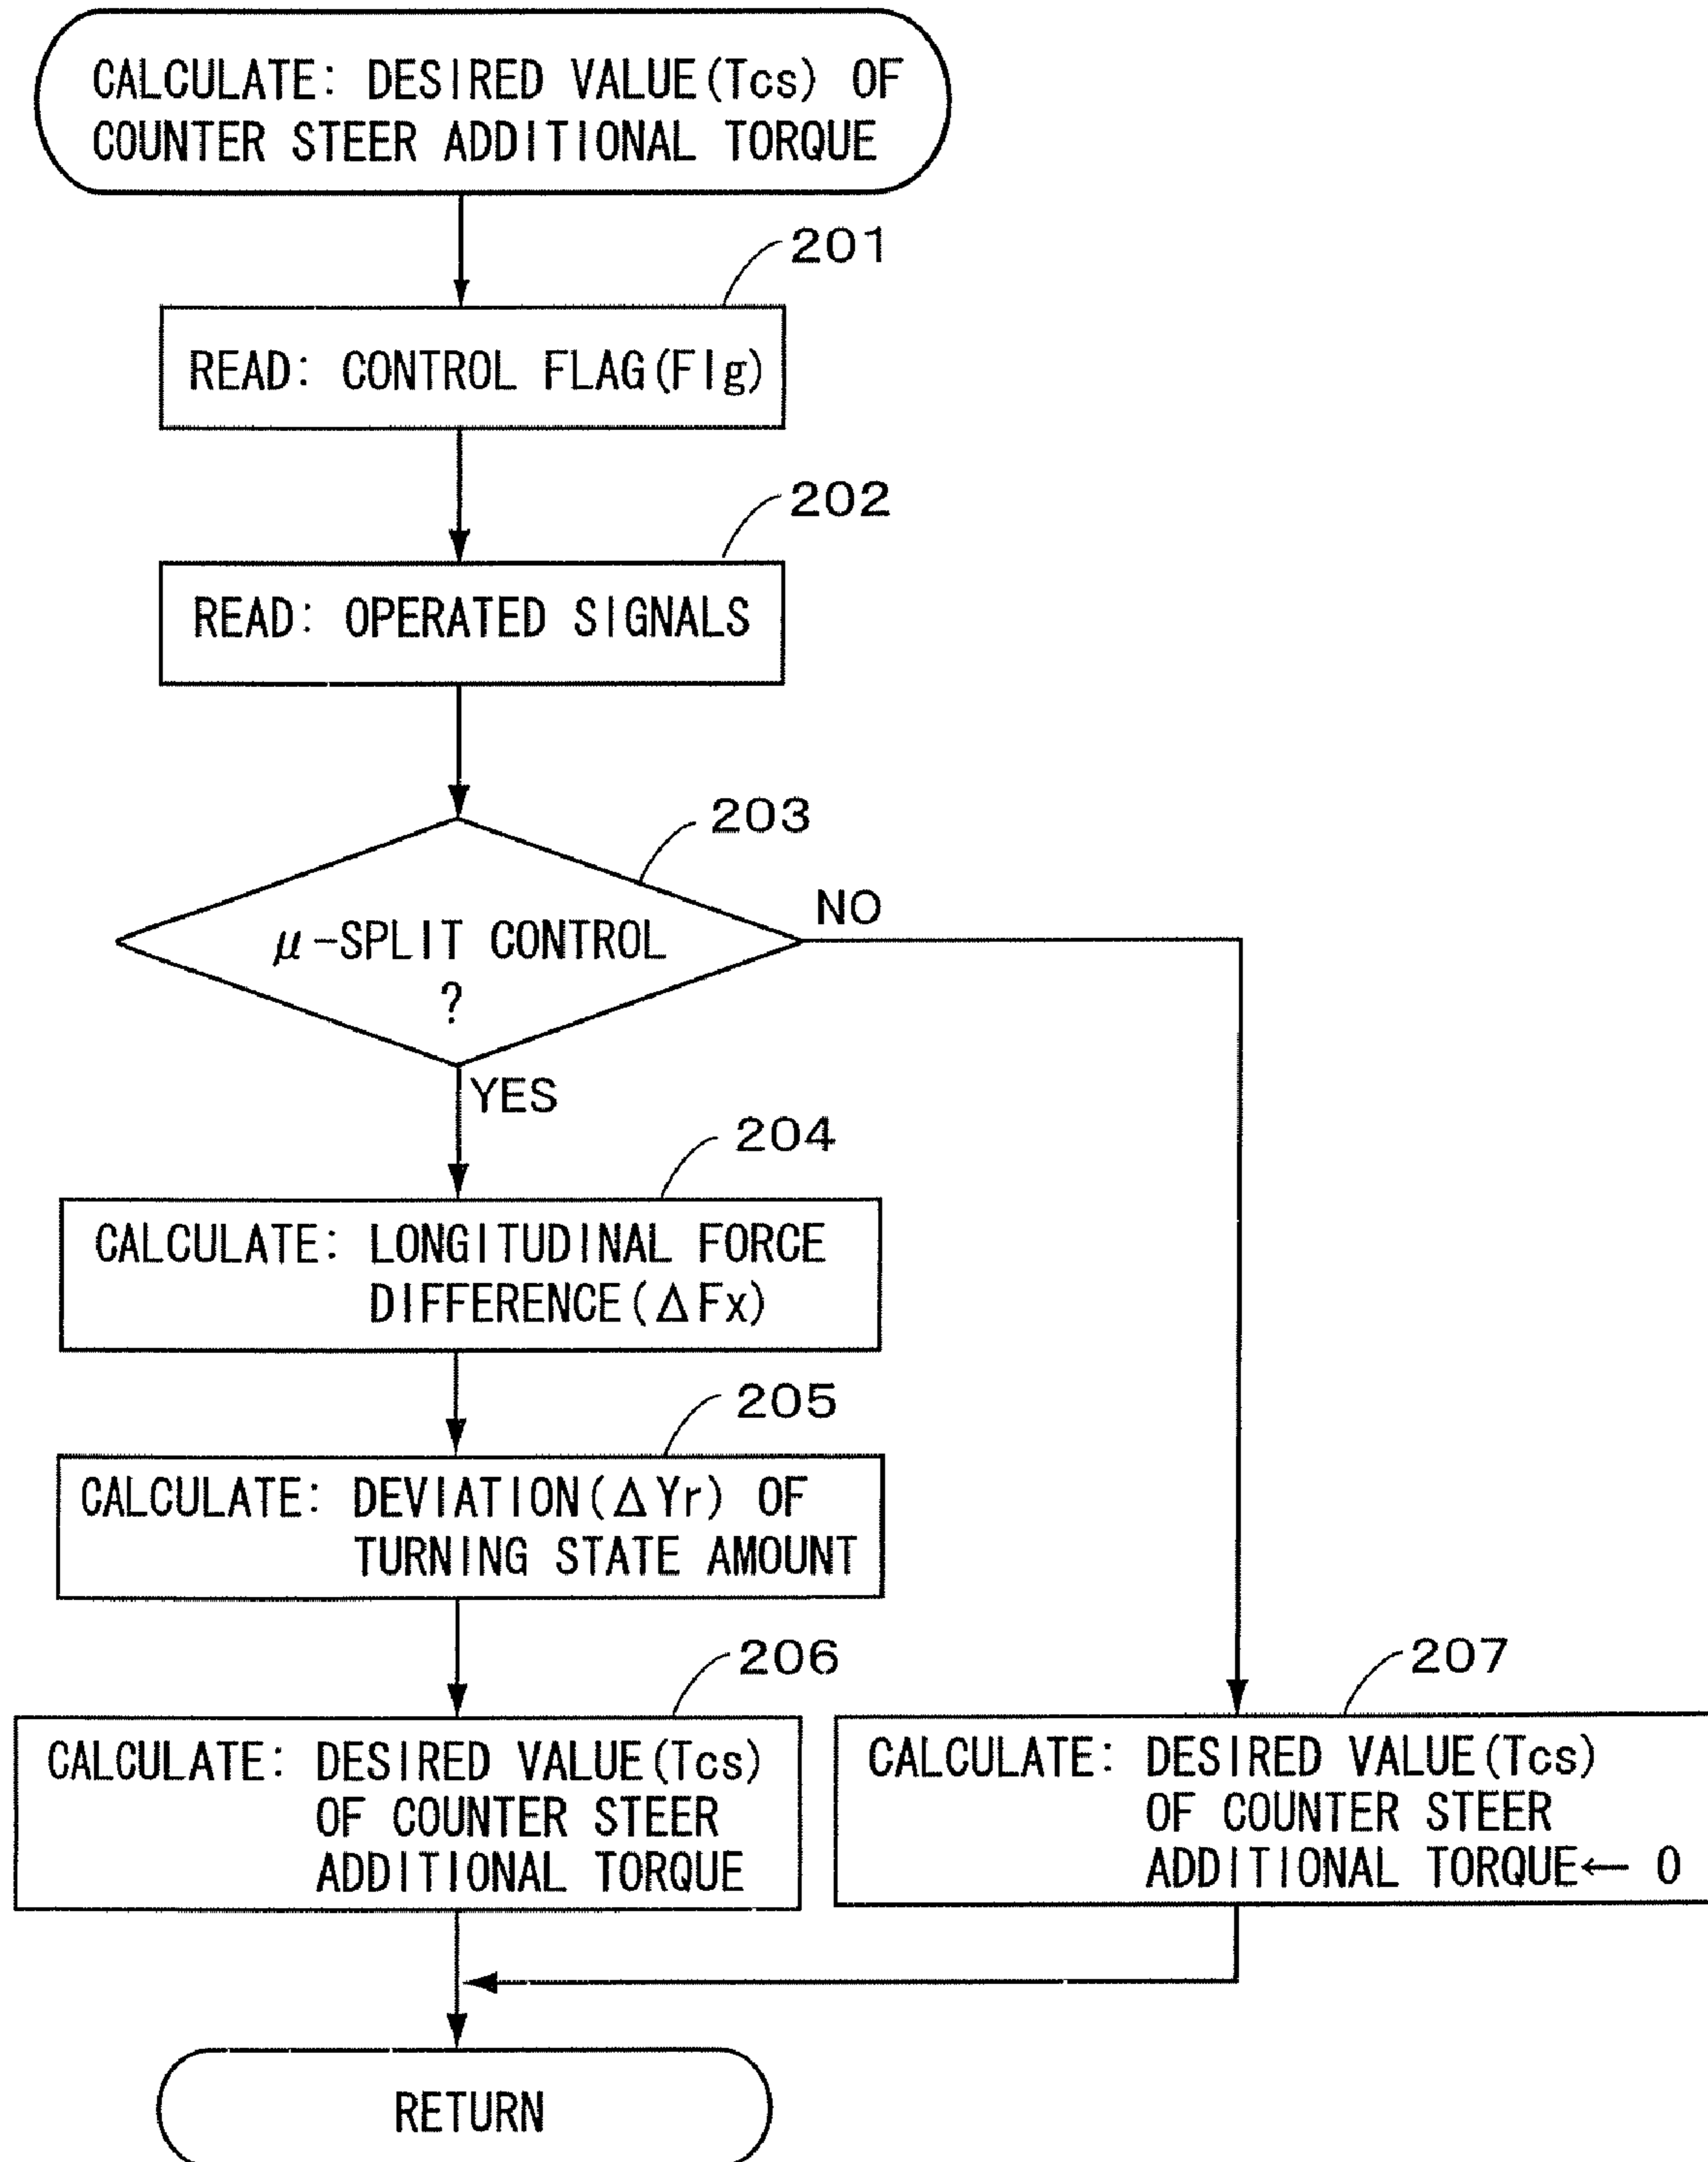 CALCULATE: DESIRED VALUE(Tcs) OF
COUNTER STEER ADDITIONAL TORQUE
201
READ: CONTROL FLAG(Flg)
202
READ: OPERATED SIGNALS
203
NO
μ-SPLIT CONTROL
?
YES
204
CALCULATE: LONGITUDINAL FORCE
DIFFERENCE(ΔFx)
205
CALCULATE: DEVIATION(ΔYr) OF
TURNING STATE AMOUNT
206
CALCULATE: DESIRED VALUE(Tcs)
OF COUNTER STEER
ADDITIONAL TORQUE
207
CALCULATE: DESIRED VALUE(Tcs)
OF COUNTER STEER
ADDITIONAL TORQUE← 0
RETURN